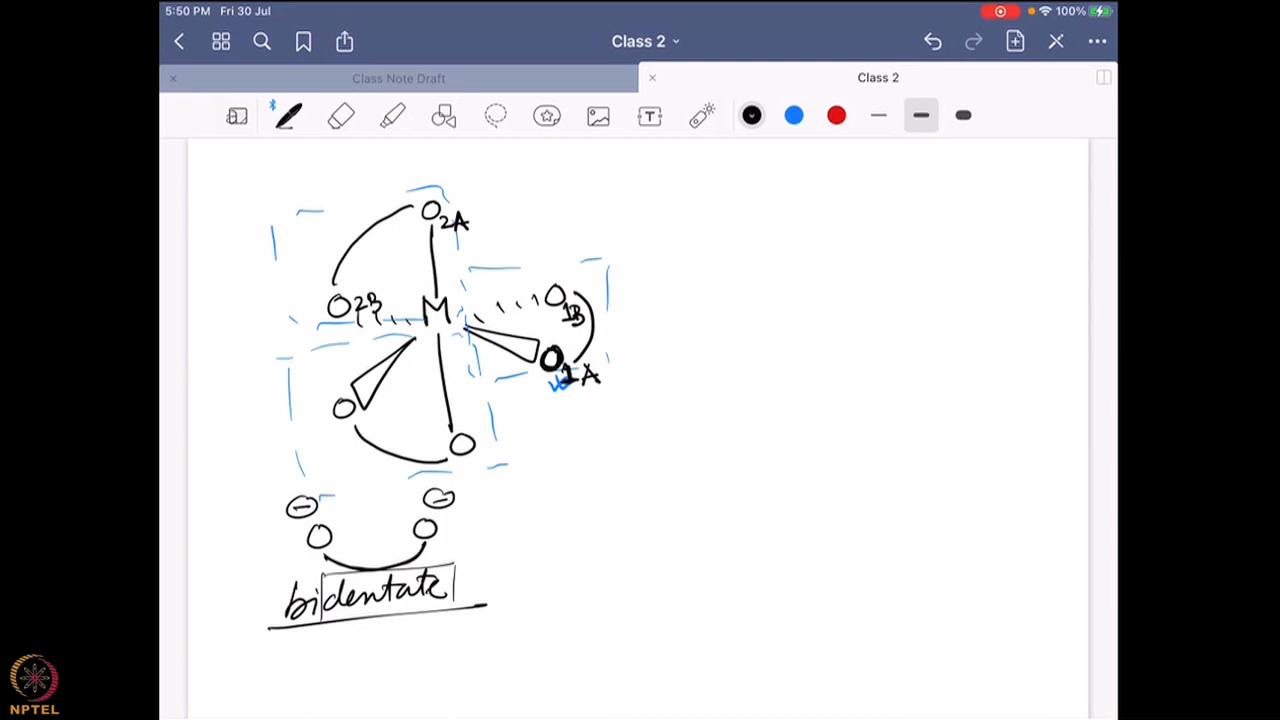 5:50 PM Fri 30 Jul
100%
Class 2
Class Note Draft
Class 2
T
O2A
O2B
M
O1B
O1A
O
O
⊖ ⊖
O O
bidentate
NPTEL